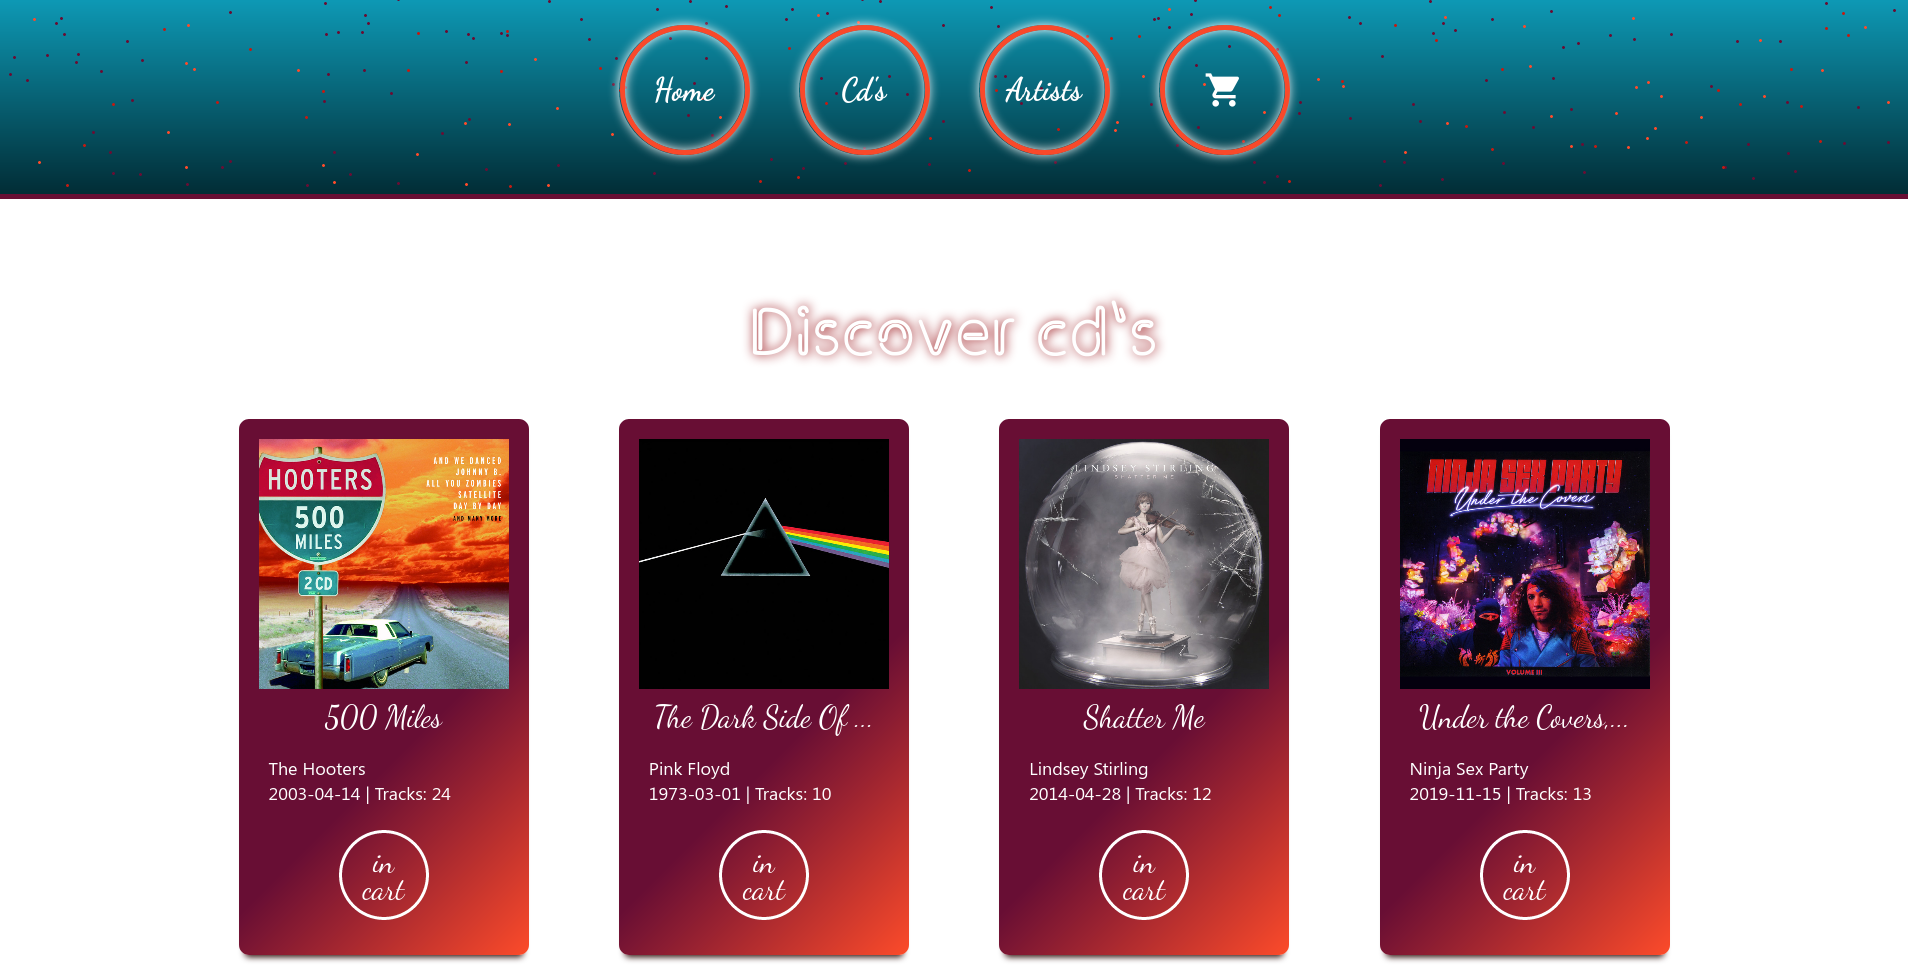 Home
Cd's
Artists
Discover cd's
HOOTERS
500
MILES
2 CD
AND WE DANCED
JOHNNY B.
ALL YOU ZOMBIES
SATELLITE
DAY BY DAY
AND MANY MORE
500 Miles
The Hooters
2003-04-14 | Tracks: 24
in
cart
The Dark Side Of ...
Pink Floyd
1973-03-01 | Tracks: 10
in
cart
LINDSEY STIRLING
SHATTER ME
Shatter Me
Lindsey Stirling
2014-04-28 | Tracks: 12
in
cart
NINJA SEX PARTY
Under the Covers
VOLUME III
Under the Covers,...
Ninja Sex Party
2019-11-15 | Tracks: 13
in
cart